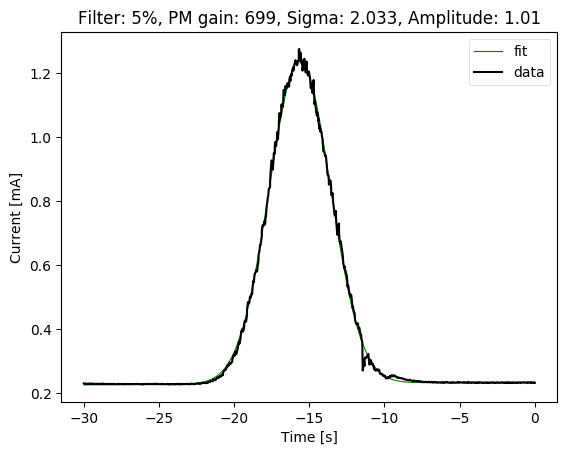 Filter: 5%, PM gain: 699, Sigma: 2.033, Amplitude: 1.01
fit
data
1.2
1.0
0.8
0.6
0.4
0.2
Current [mA]
−30
−25
−20
−15
−10
−5
0
Time [s]